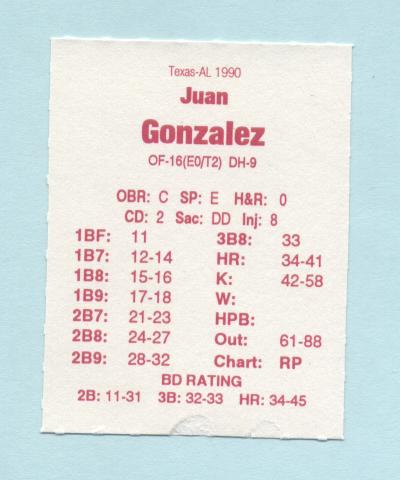 Texas-AL 1990
Juan
Gonzalez
OF-16(E0/T2) DH-9
OBR: C SP: E H&R: 0
CD: 2 Sac: DD Inj: 8
1BF: 11 3B8: 33
1B7: 12-14 HR: 34-41
1B8: 15-16 K: 42-58
1B9: 17-18 W:
2B7: 21-23 HPB:
2B8: 24-27 Out: 61-88
2B9: 28-32 Chart: RP
BD RATING
2B: 11-31 3B: 32-33 HR: 34-45